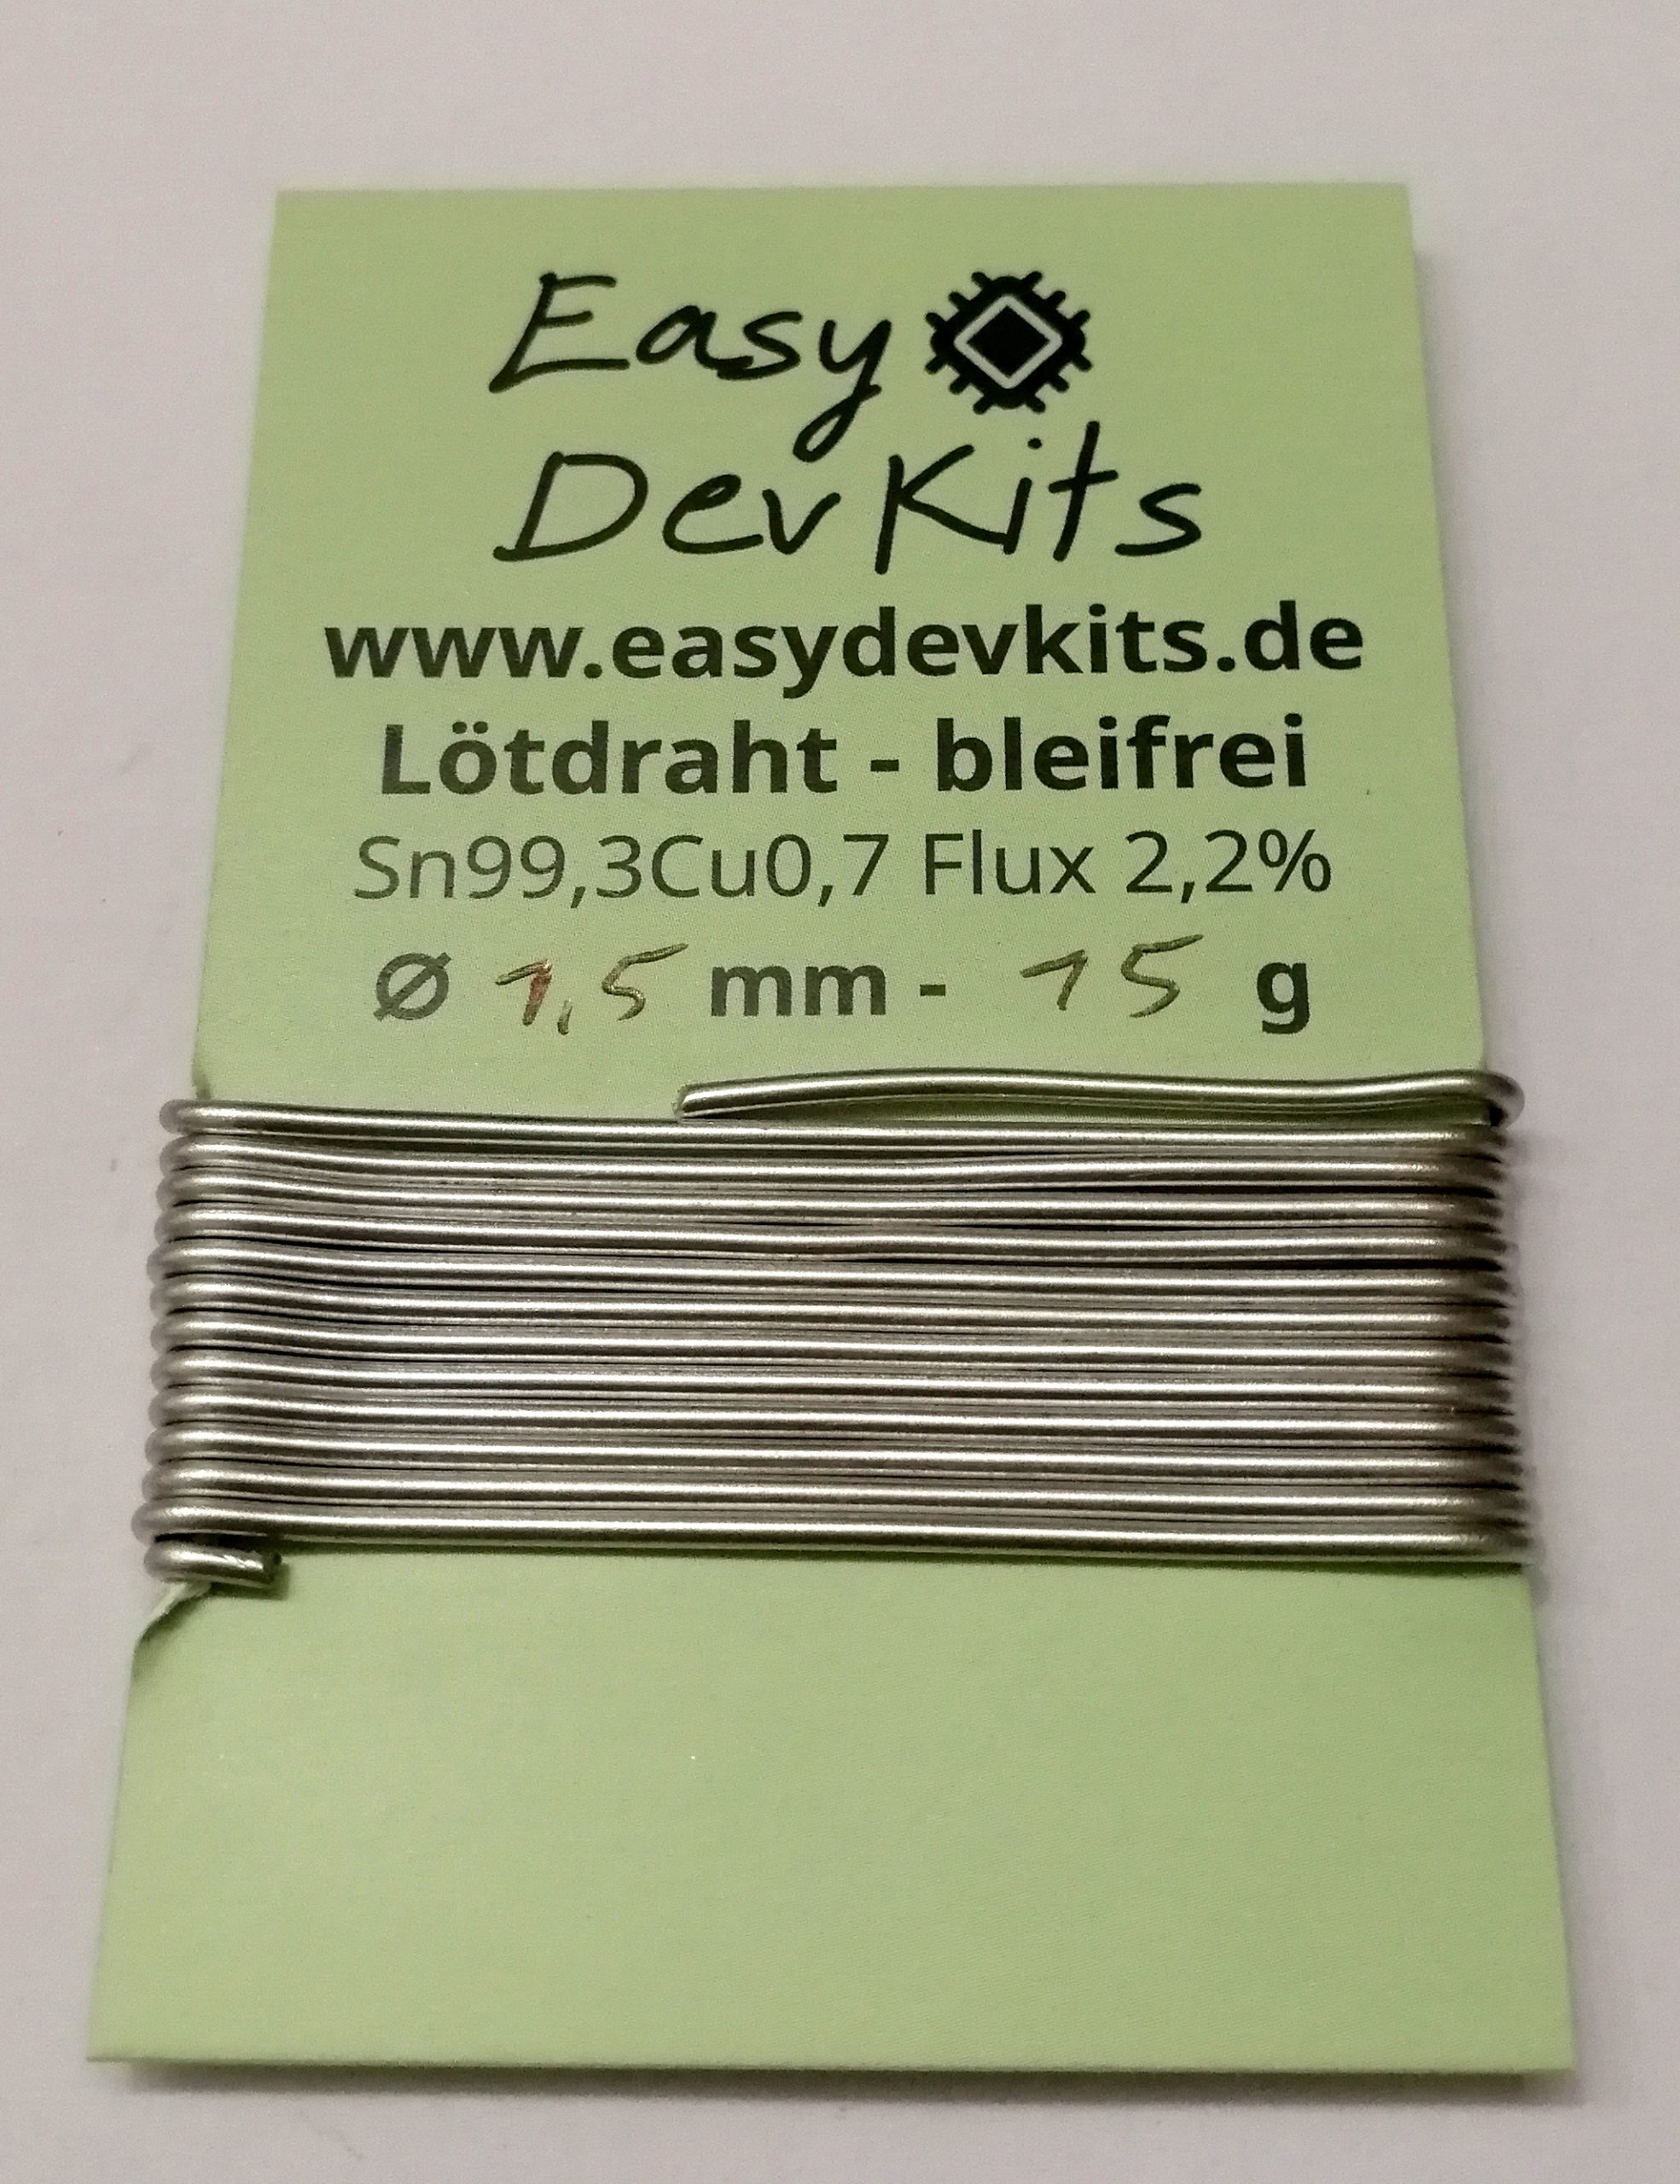 Easy
DevKits
www.easydevkits.de
Lötdraht - bleifrei
Sn99,3Cu0,7 Flux 2,2%
Ø 1,5 mm - 15 g